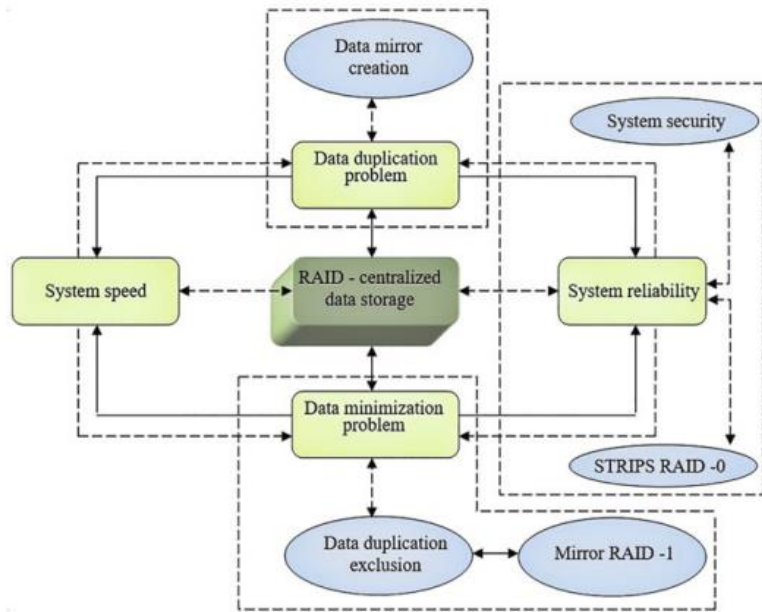 Data mirror
creation
System security
Data duplication
problem
System speed
RAID - centralized
data storage
System reliability
Data minimization
problem
STRIPS RAID -0
Data duplication
exclusion
Mirror RAID -1